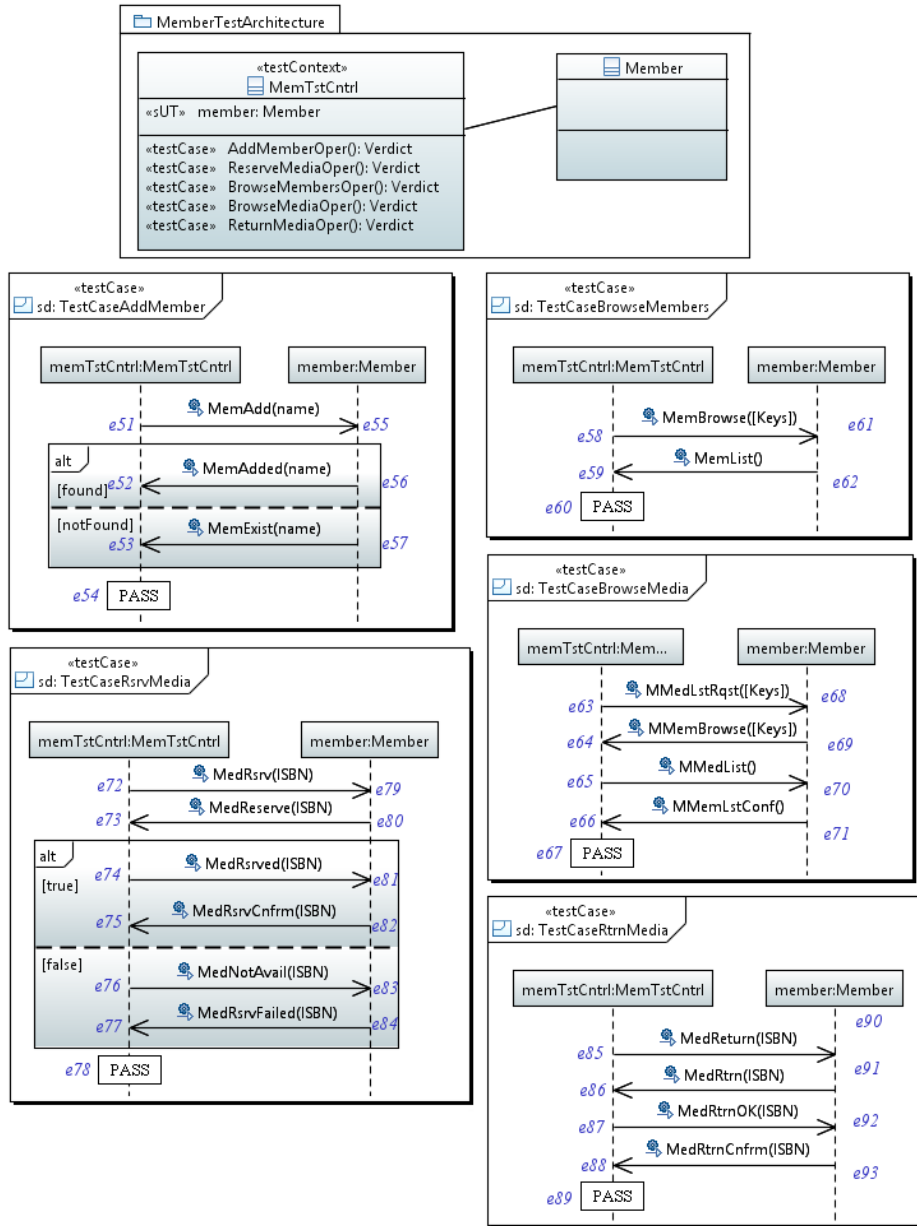 MemberTestArchitecture
«testContext»
MemTstCntrl
«sUT» member: Member
«testCase» AddMemberOper(): Verdict
«testCase» ReserveMediaOper(): Verdict
«testCase» BrowseMembersOper(): Verdict
«testCase» BrowseMediaOper(): Verdict
«testCase» ReturnMediaOper(): Verdict
Member
«testCase»
sd: TestCaseAddMember
memTstCntrl:MemTstCntrl
member:Member
MemAdd(name)
e51
e55
alt
MemAdded(name)
[found]
e52
e56
[notFound]
MemExist(name)
e53
e57
e54
PASS
«testCase»
sd: TestCaseBrowseMembers
memTstCntrl:MemTstCntrl
member:Member
MemBrowse([Keys])
e58
e61
MemList()
e59
e62
e60
PASS
«testCase»
sd: TestCaseBrowseMedia
memTstCntrl:Mem...
member:Member
MMedLstRqst([Keys])
e63
e68
MMemBrowse([Keys])
e64
e69
MMedList()
e65
e70
MMemLstConf()
e66
e71
e67
PASS
«testCase»
sd: TestCaseRsrvMedia
memTstCntrl:MemTstCntrl
member:Member
MedRsrv(ISBN)
e72
e79
MedReserve(ISBN)
e73
e80
alt
MedRsrved(ISBN)
e74
e81
[true]
MedRsrvCnfrm(ISBN)
e75
e82
[false]
MedNotAvail(ISBN)
e76
e83
MedRsrvFailed(ISBN)
e77
e84
e78
PASS
«testCase»
sd: TestCaseRtrnMedia
memTstCntrl:MemTstCntrl
member:Member
e90
MedReturn(ISBN)
e85
e91
MedRtrn(ISBN)
e86
MedRtrnOK(ISBN)
e87
e92
MedRtrnCnfrm(ISBN)
e88
e93
e89
PASS